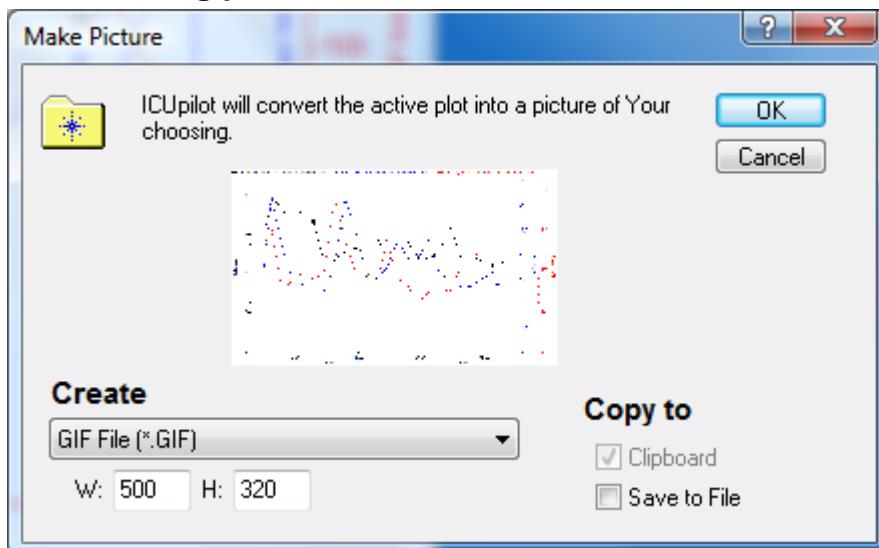 Make Picture
ICUpilot will convert the active plot into a picture of Your
choosing.
OK
Cancel
Create
GIF File (*.GIF)
W: 500 H: 320
Copy to
Clipboard
Save to File